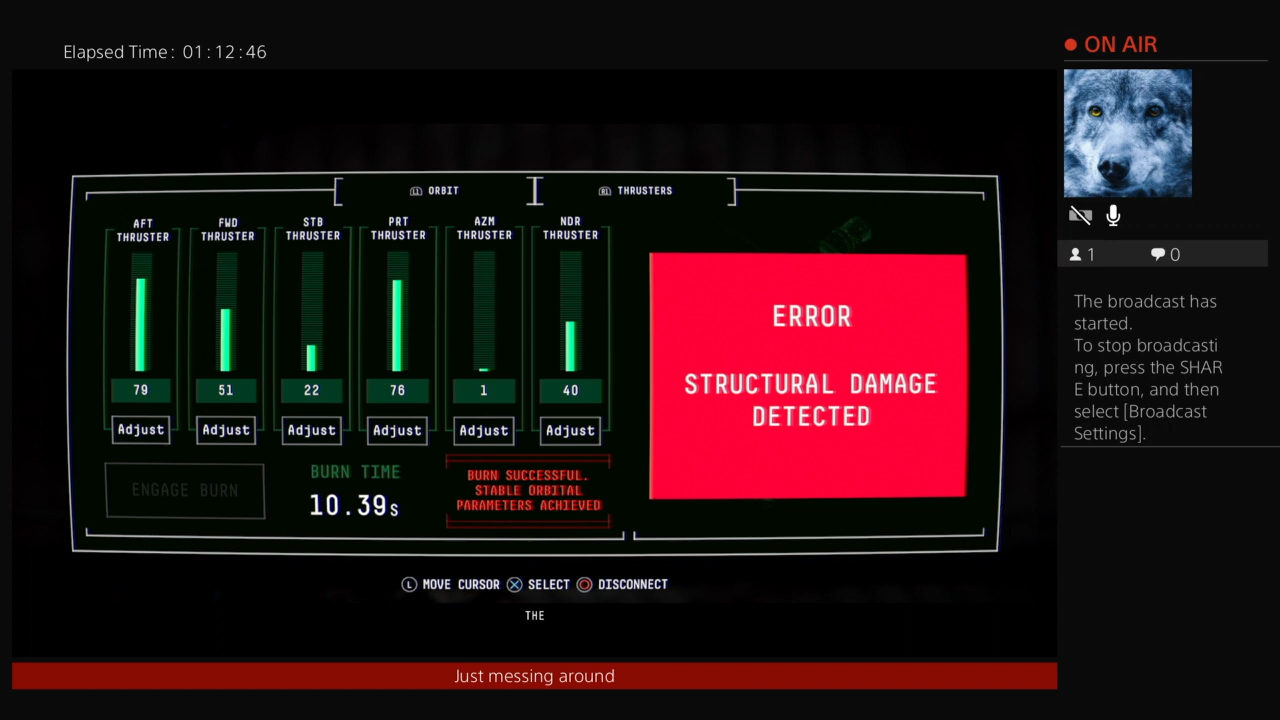 Elapsed Time: 01:12:46
ON AIR
L1 ORBIT
R1 THRUSTERS
AFT THRUSTER
FWD THRUSTER
STB THRUSTER
PRT THRUSTER
AZM THRUSTER
NDR THRUSTER
79
51
22
76
1
40
Adjust
Adjust
Adjust
Adjust
Adjust
Adjust
ENGAGE BURN
BURN TIME
10.39s
BURN SUCCESSFUL.
STABLE ORBITAL
PARAMETERS ACHIEVED
ERROR
STRUCTURAL DAMAGE
DETECTED
L MOVE CURSOR SELECT DISCONNECT
THE
Just messing around
1
0
The broadcast has
started.
To stop broadcasti
ng, press the SHAR
E button, and then
select [Broadcast
Settings].